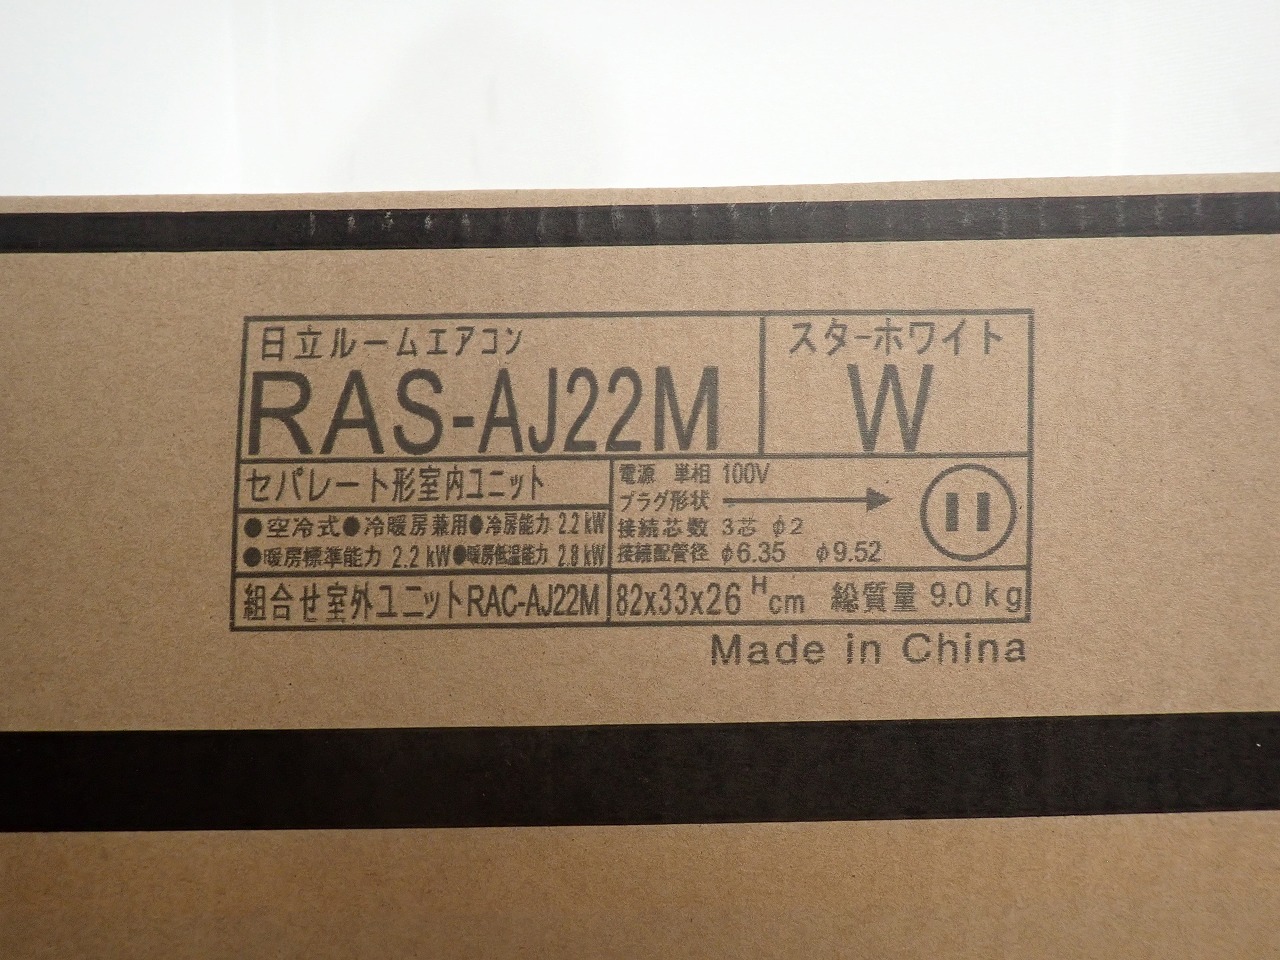 日立ルームエアコン
RAS-AJ22M
スターホワイト
W
セパレート形室内ユニット
●空冷式●冷暖房兼用●冷房能力 2.2 kW
●暖房標準能力 2.2 kW●暖房低温能力 2.8 kW
電源 単相 100V
プラグ形状
接続芯数 3芯 φ2
接続配管径 φ6.35 φ9.52
組合せ室外ユニットRAC-AJ22M
82x33x26 H cm 総質量 9.0 kg
Made in China